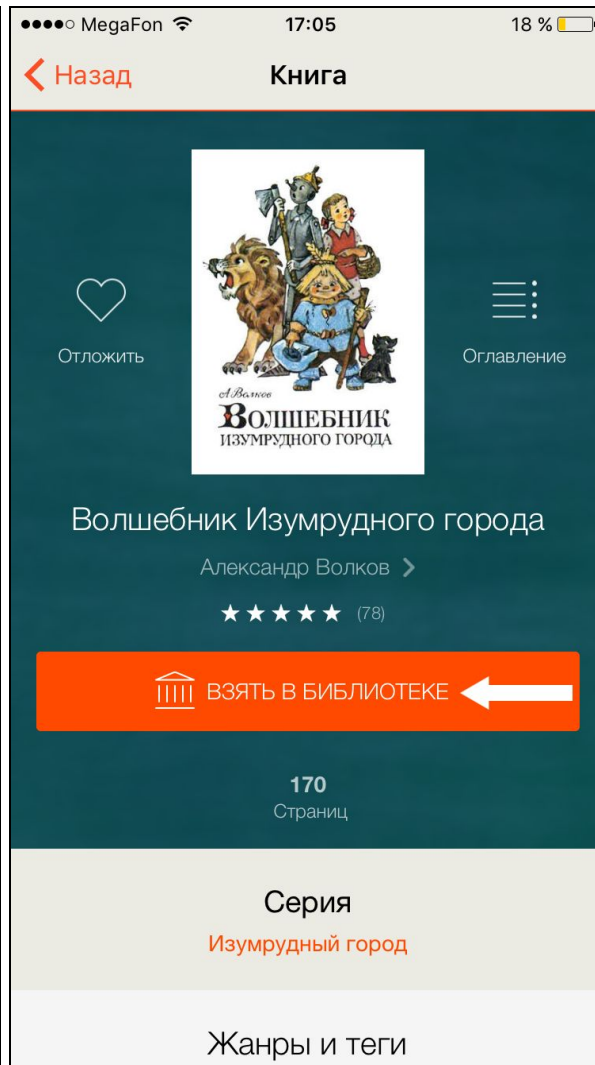 MegaFon 17:05 18 %
Назад Книга
Отложить
Оглавление
А. Волков
ВОЛШЕБНИК
ИЗУМРУДНОГО ГОРОДА
Волшебник Изумрудного города
Александр Волков
(78)
ВЗЯТЬ В БИБЛИОТЕКЕ
170
Страниц
Серия
Изумрудный город
Жанры и теги